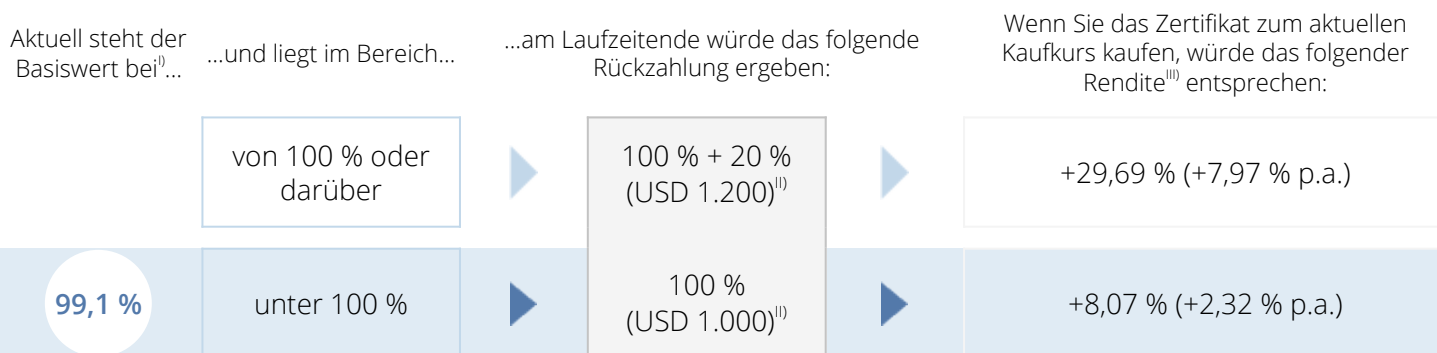 Aktuell steht der
Basiswert bei^I)...
...und liegt im Bereich...
...am Laufzeitende würde das folgende
Rückzahlung ergeben:
Wenn Sie das Zertifikat zum aktuellen
Kaufkurs kaufen, würde das folgender
Rendite^III) entsprechen:
von 100 % oder
darüber
100 % + 20 %
(USD 1.200)^II)
+29,69 % (+7,97 % p.a.)
99,1 %
unter 100 %
100 %
(USD 1.000)^II)
+8,07 % (+2,32 % p.a.)